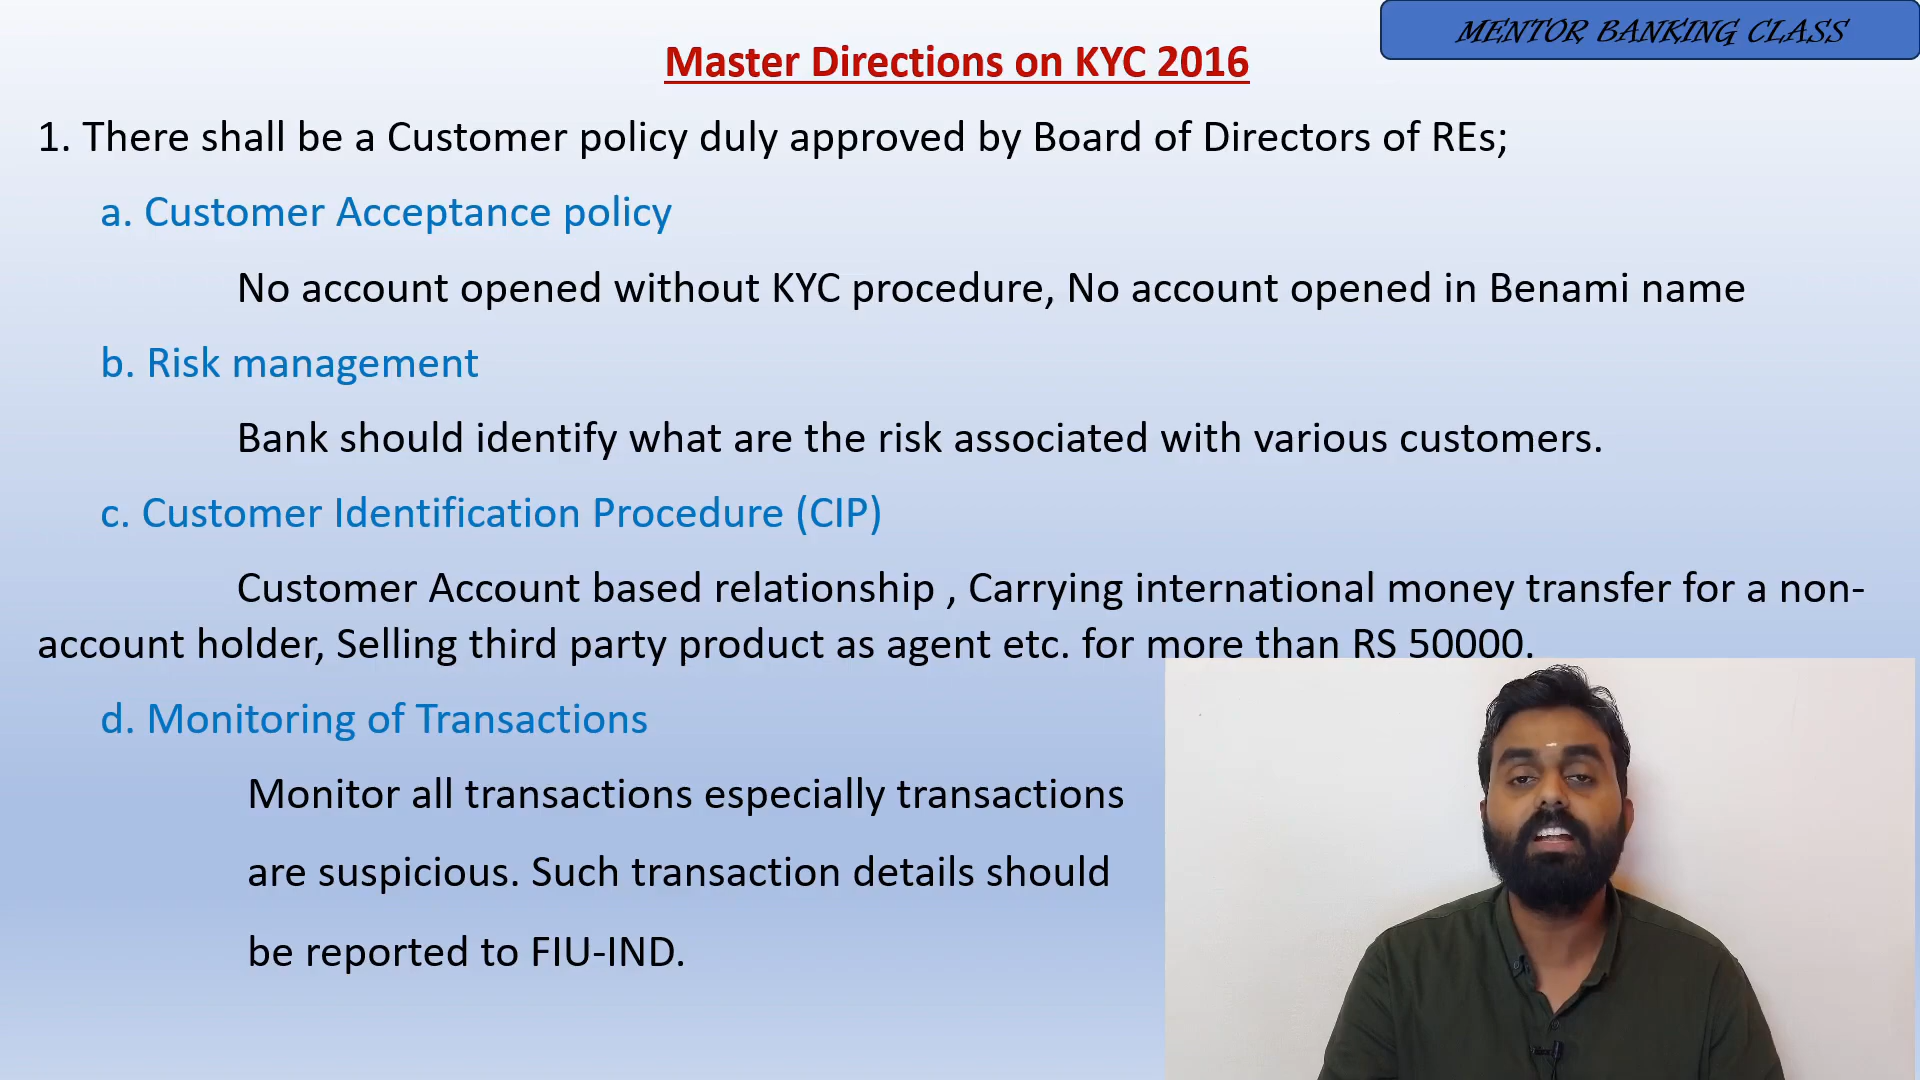 MENTOR BANKING CLASS
Master Directions on KYC 2016
1. There shall be a Customer policy duly approved by Board of Directors of REs;
a. Customer Acceptance policy
No account opened without KYC procedure, No account opened in Benami name
b. Risk management
Bank should identify what are the risk associated with various customers.
c. Customer Identification Procedure (CIP)
Customer Account based relationship , Carrying international money transfer for a non-
account holder, Selling third party product as agent etc. for more than RS 50000.
d. Monitoring of Transactions
Monitor all transactions especially transactions
are suspicious. Such transaction details should
be reported to FIU-IND.